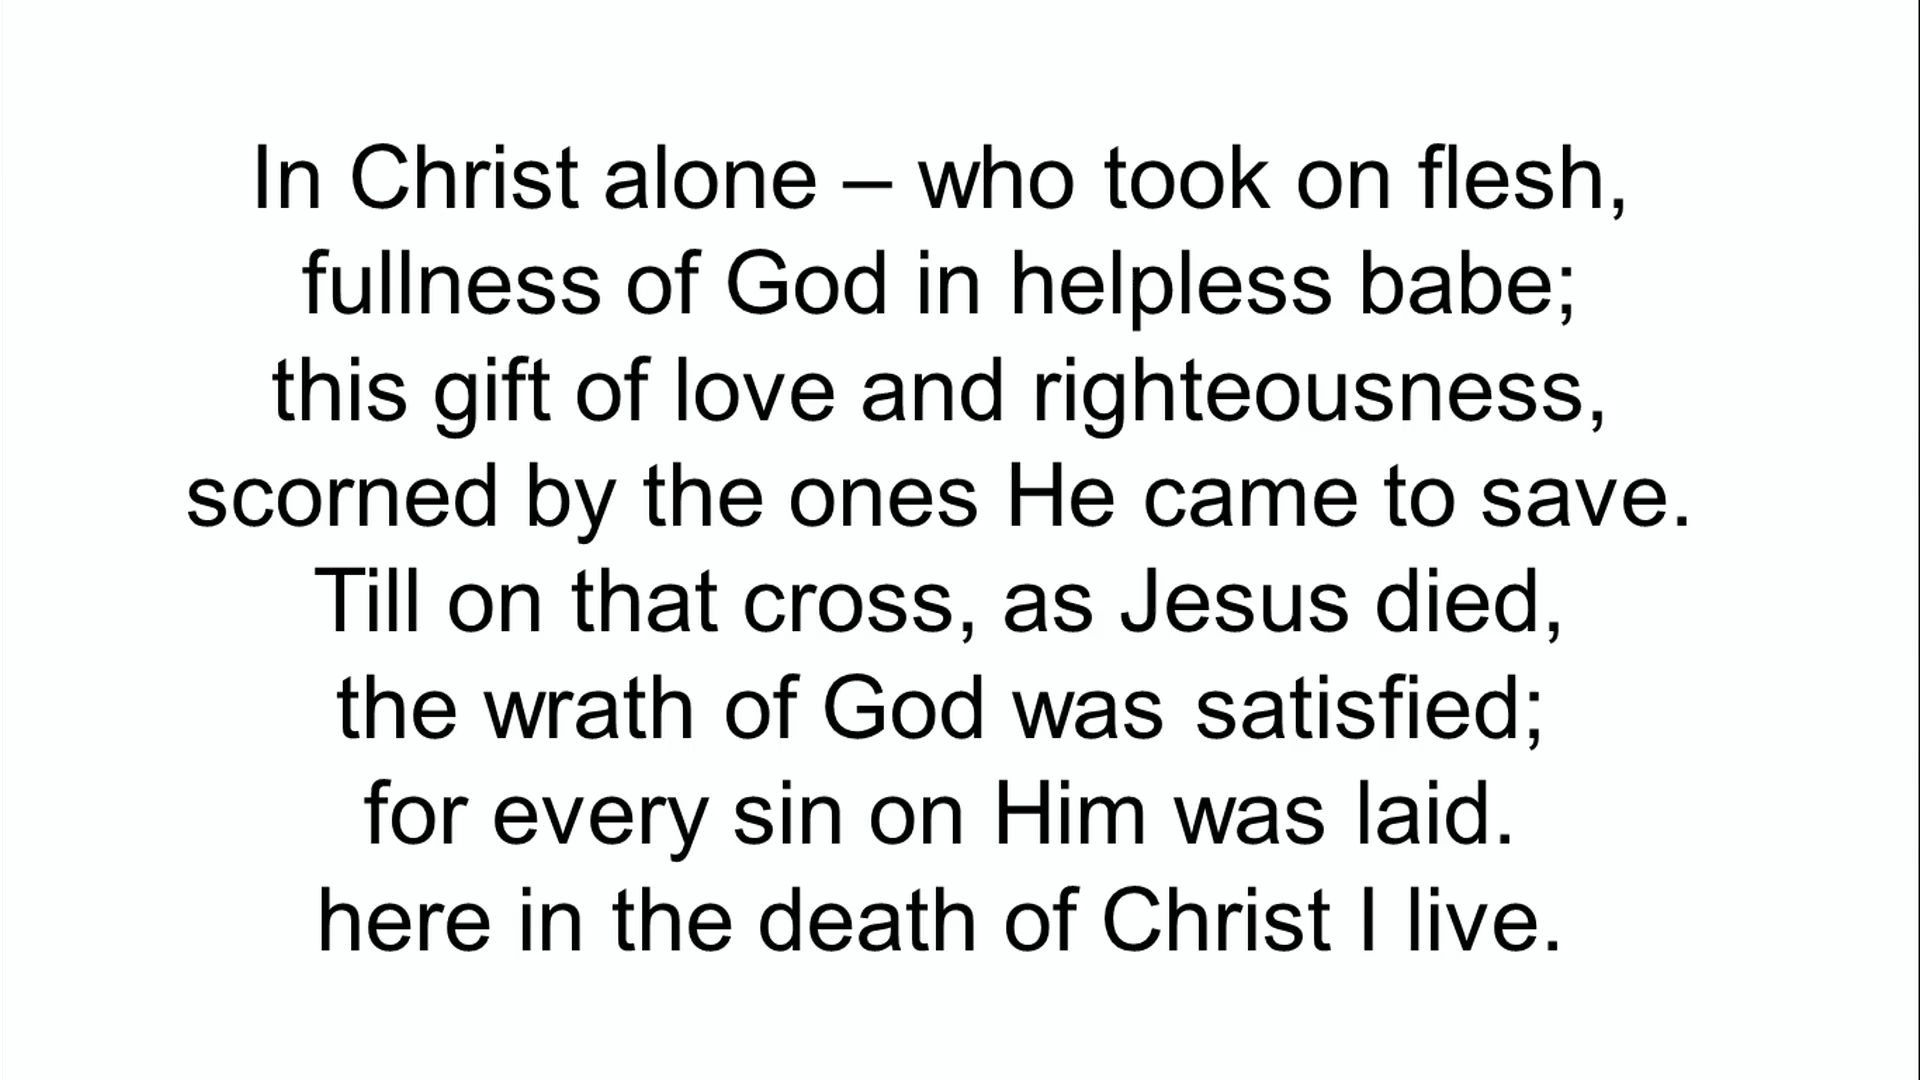 In Christ alone – who took on flesh,
fullness of God in helpless babe;
this gift of love and righteousness,
scorned by the ones He came to save.
Till on that cross, as Jesus died,
the wrath of God was satisfied;
for every sin on Him was laid.
here in the death of Christ I live.